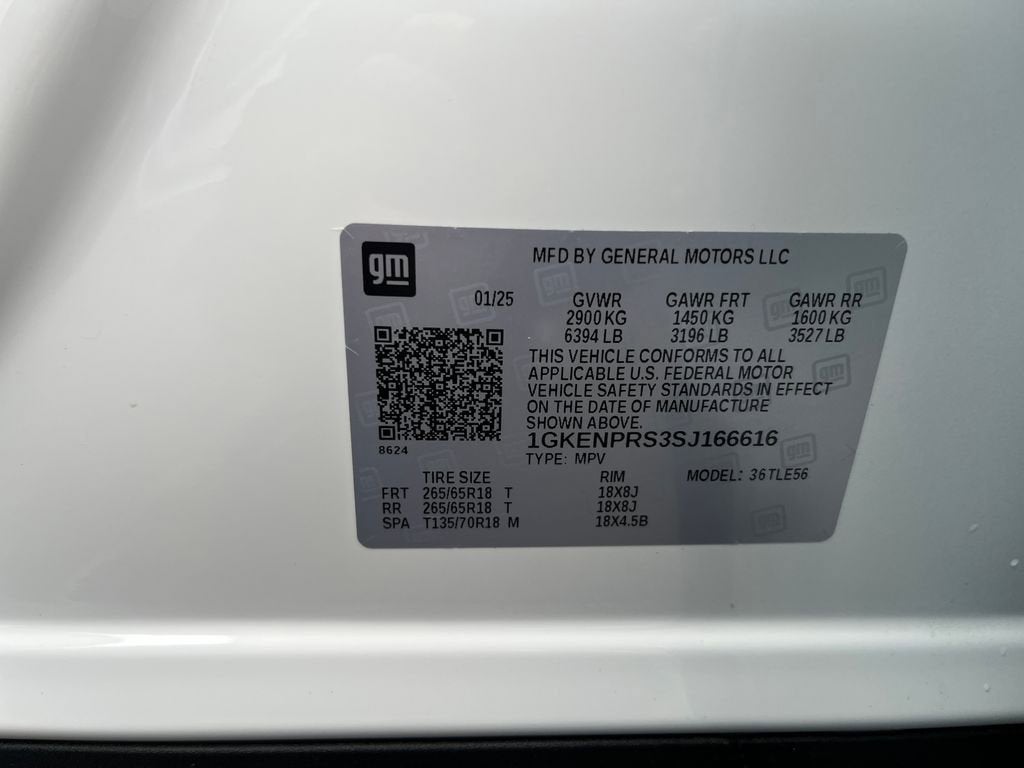 gm
MFD BY GENERAL MOTORS LLC
01/25 GVWR GAWR FRT GAWR RR
2900 KG 1450 KG 1600 KG
6394 LB 3196 LB 3527 LB
THIS VEHICLE CONFORMS TO ALL
APPLICABLE U.S. FEDERAL MOTOR
VEHICLE SAFETY STANDARDS IN EFFECT
ON THE DATE OF MANUFACTURE
SHOWN ABOVE.
1GKENPRS3SJ166616
8624
TYPE: MPV
TIRE SIZE RIM MODEL: 36TLE56
FRT 265/65R18 T 18X8J
RR 265/65R18 T 18X8J
SPA T135/70R18 M 18X4.5B